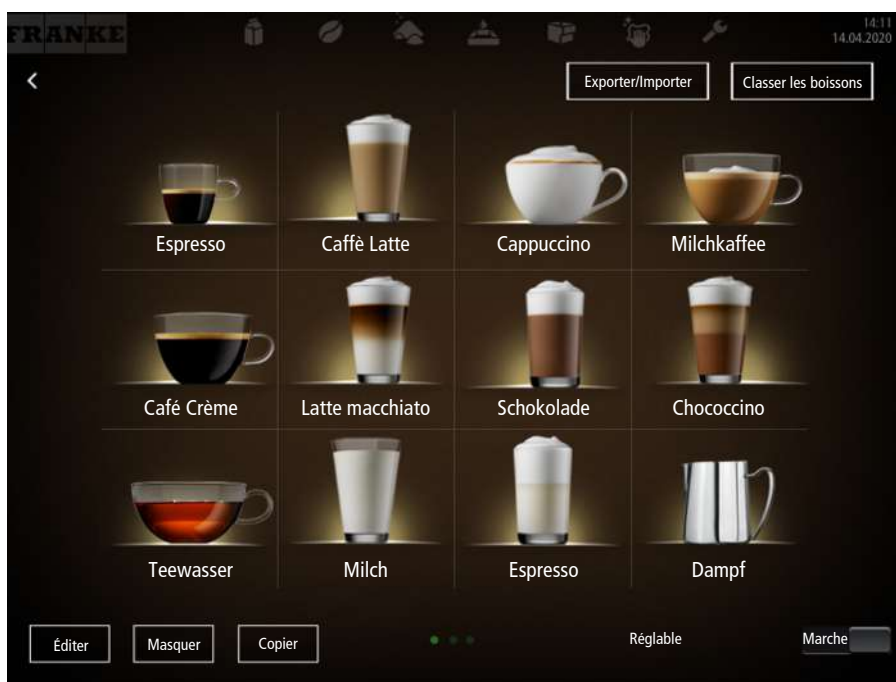 FRANKE
14:11
14.04.2020
Exporter/Importer
Classer les boissons
Espresso
Caffè Latte
Cappuccino
Milchkaffee
Café Crème
Latte macchiato
Schokolade
Chococcino
Teewasser
Milch
Espresso
Dampf
Éditer
Masquer
Copier
Réglable
Marche